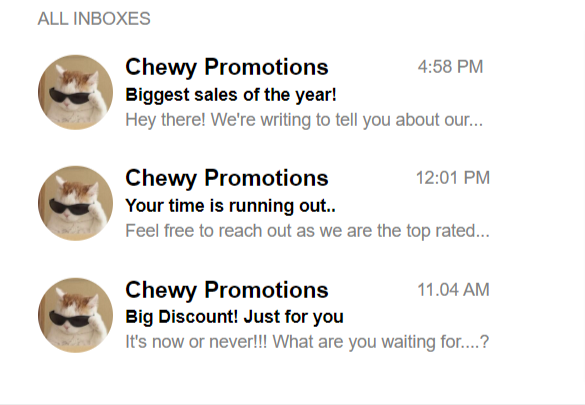 ALL INBOXES
Chewy Promotions 4:58 PM
Biggest sales of the year!
Hey there! We're writing to tell you about our...
Chewy Promotions 12:01 PM
Your time is running out..
Feel free to reach out as we are the top rated...
Chewy Promotions 11.04 AM
Big Discount! Just for you
It's now or never!!! What are you waiting for....?